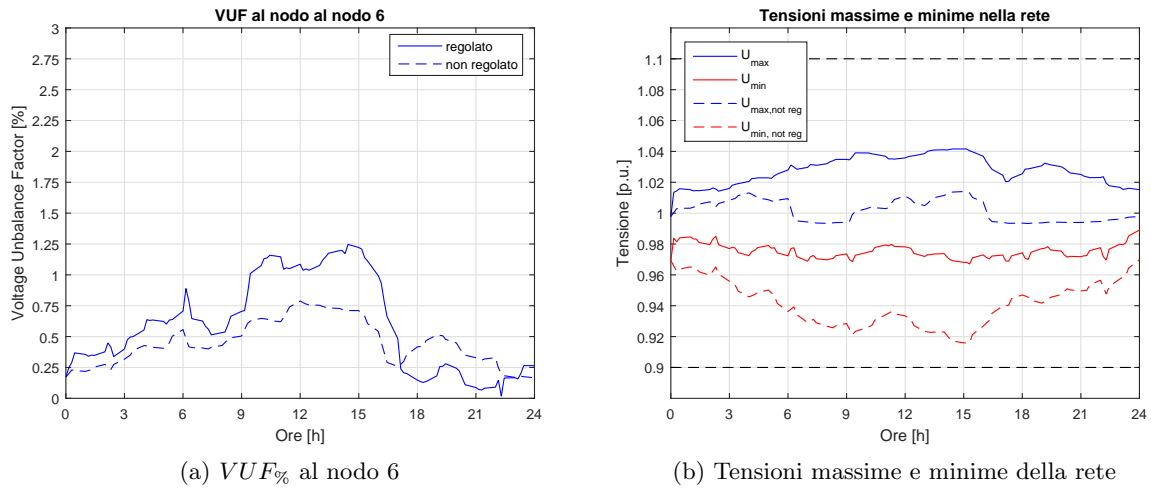 VUF al nodo al nodo 6
regolato
non regolato
Voltage Unbalance Factor [%]
3
2.75
2.5
2.25
2
1.75
1.5
1.25
1
0.75
0.5
0.25
0
0 3 6 9 12 15 18 21 24
Ore [h]
(a) VUF% al nodo 6
Tensioni massime e minime nella rete
U_max
U_min
U_max,not reg
U_min, not reg
Tensione [p.u.]
1.1
1.08
1.06
1.04
1.02
1
0.98
0.96
0.94
0.92
0.9
0 3 6 9 12 15 18 21 24
Ore [h]
(b) Tensioni massime e minime della rete